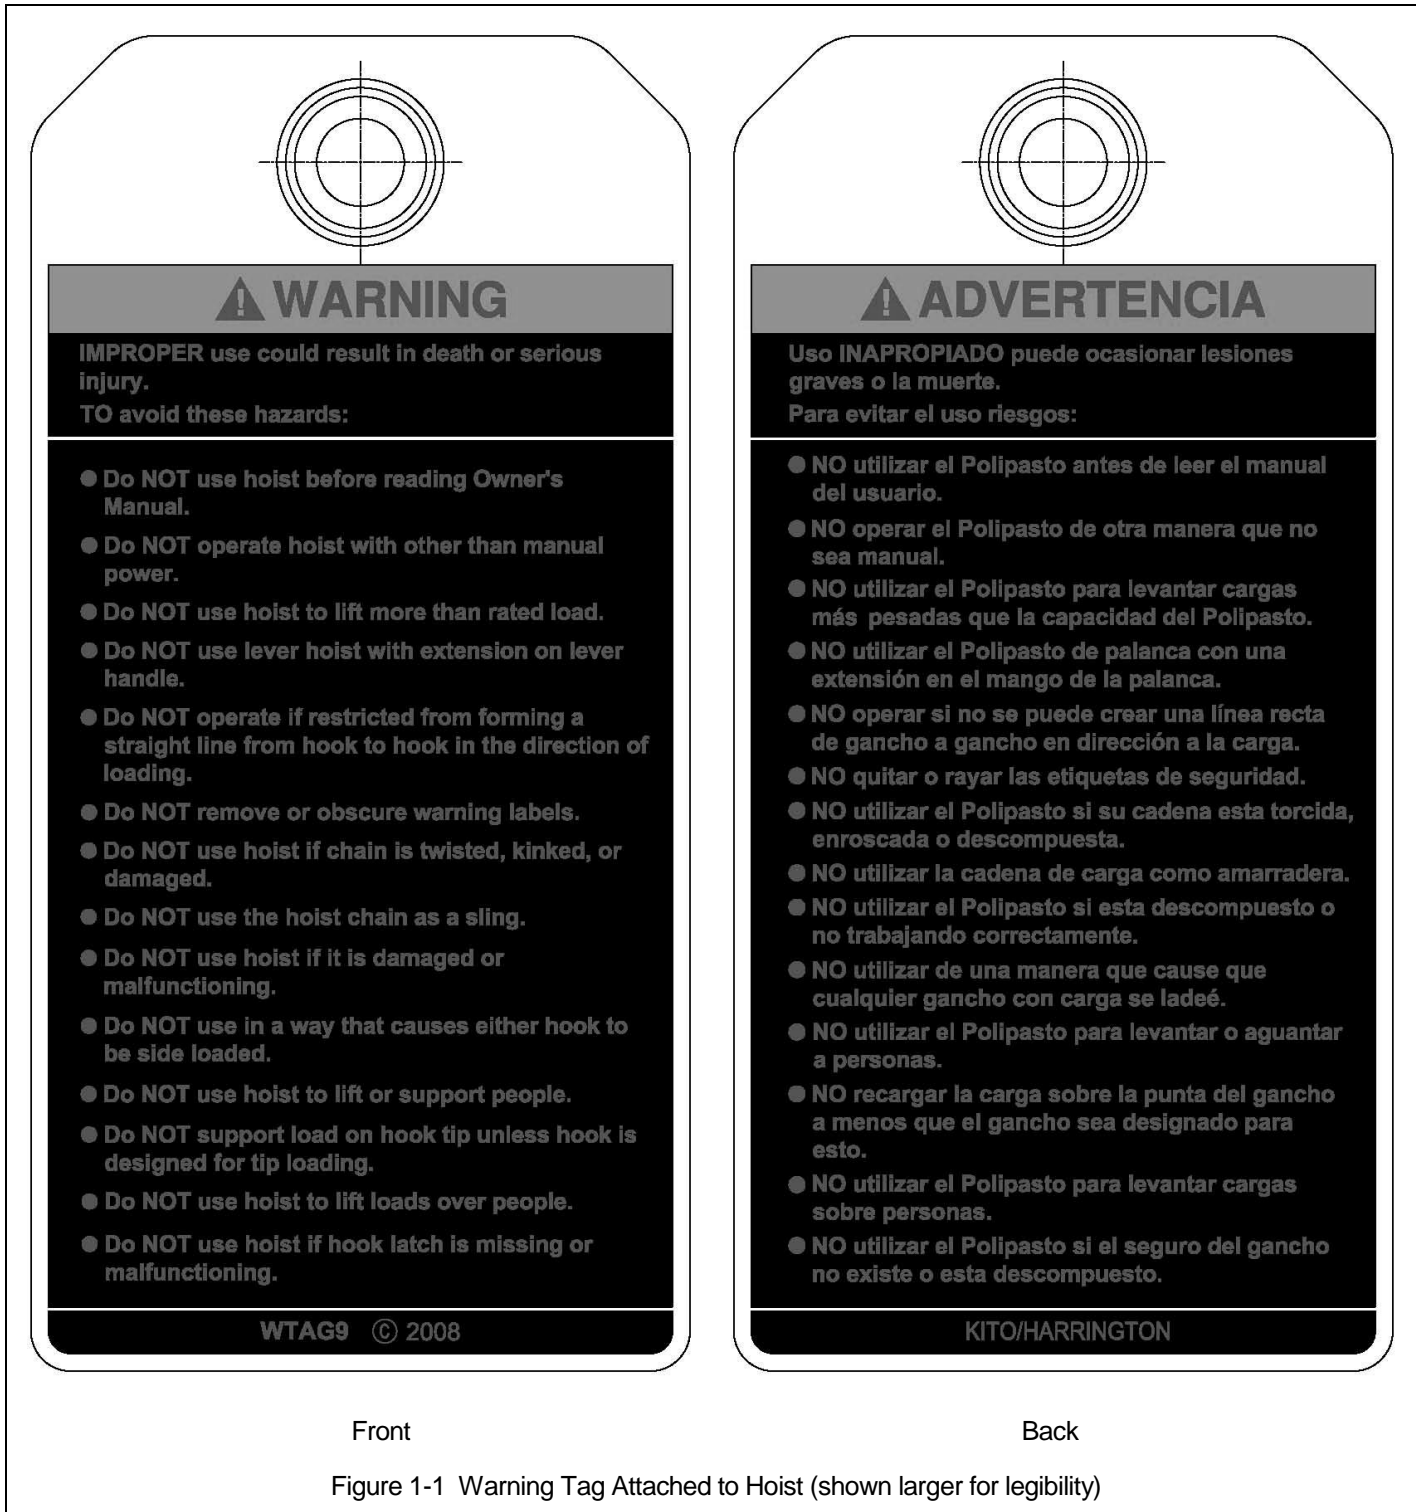 WARNING
IMPROPER use could result in death or serious
injury.
TO avoid these hazards:
● Do NOT use hoist before reading Owner's
Manual.
● Do NOT operate hoist with other than manual
power.
● Do NOT use hoist to lift more than rated load.
● Do NOT use lever hoist with extension on lever
handle.
● Do NOT operate if restricted from forming a
straight line from hook to hook in the direction of
loading.
● Do NOT remove or obscure warning labels.
● Do NOT use hoist if chain is twisted, kinked, or
damaged.
● Do NOT use the hoist chain as a sling.
● Do NOT use hoist if it is damaged or
malfunctioning.
● Do NOT use in a way that causes either hook to
be side loaded.
● Do NOT use hoist to lift or support people.
● Do NOT support load on hook tip unless hook is
designed for tip loading.
● Do NOT use hoist to lift loads over people.
● Do NOT use hoist if hook latch is missing or
malfunctioning.
WTAG9 © 2008
Front
ADVERTENCIA
Uso INAPROPIADO puede ocasionar lesiones
graves o la muerte.
Para evitar el uso riesgos:
● NO utilizar el Polipasto antes de leer el manual
del usuario.
● NO operar el Polipasto de otra manera que no
sea manual.
● NO utilizar el Polipasto para levantar cargas
más pesadas que la capacidad del Polipasto.
● NO utilizar el Polipasto de palanca con una
extensión en el mango de la palanca.
● NO operar si no se puede crear una línea recta
de gancho a gancho en dirección a la carga.
● NO quitar o rayar las etiquetas de seguridad.
● NO utilizar el Polipasto si su cadena esta torcida,
enroscada o descompuesta.
● NO utilizar la cadena de carga como amarradera.
● NO utilizar el Polipasto si esta descompuesto o
no trabajando correctamente.
● NO utilizar de una manera que cause que
cualquier gancho con carga se ladeé.
● NO utilizar el Polipasto para levantar o aguantar
a personas.
● NO recargar la carga sobre la punta del gancho
a menos que el gancho sea designado para
esto.
● NO utilizar el Polipasto para levantar cargas
sobre personas.
● NO utilizar el Polipasto si el seguro del gancho
no existe o esta descompuesto.
KITO/HARRINGTON
Back
Figure 1-1 Warning Tag Attached to Hoist (shown larger for legibility)